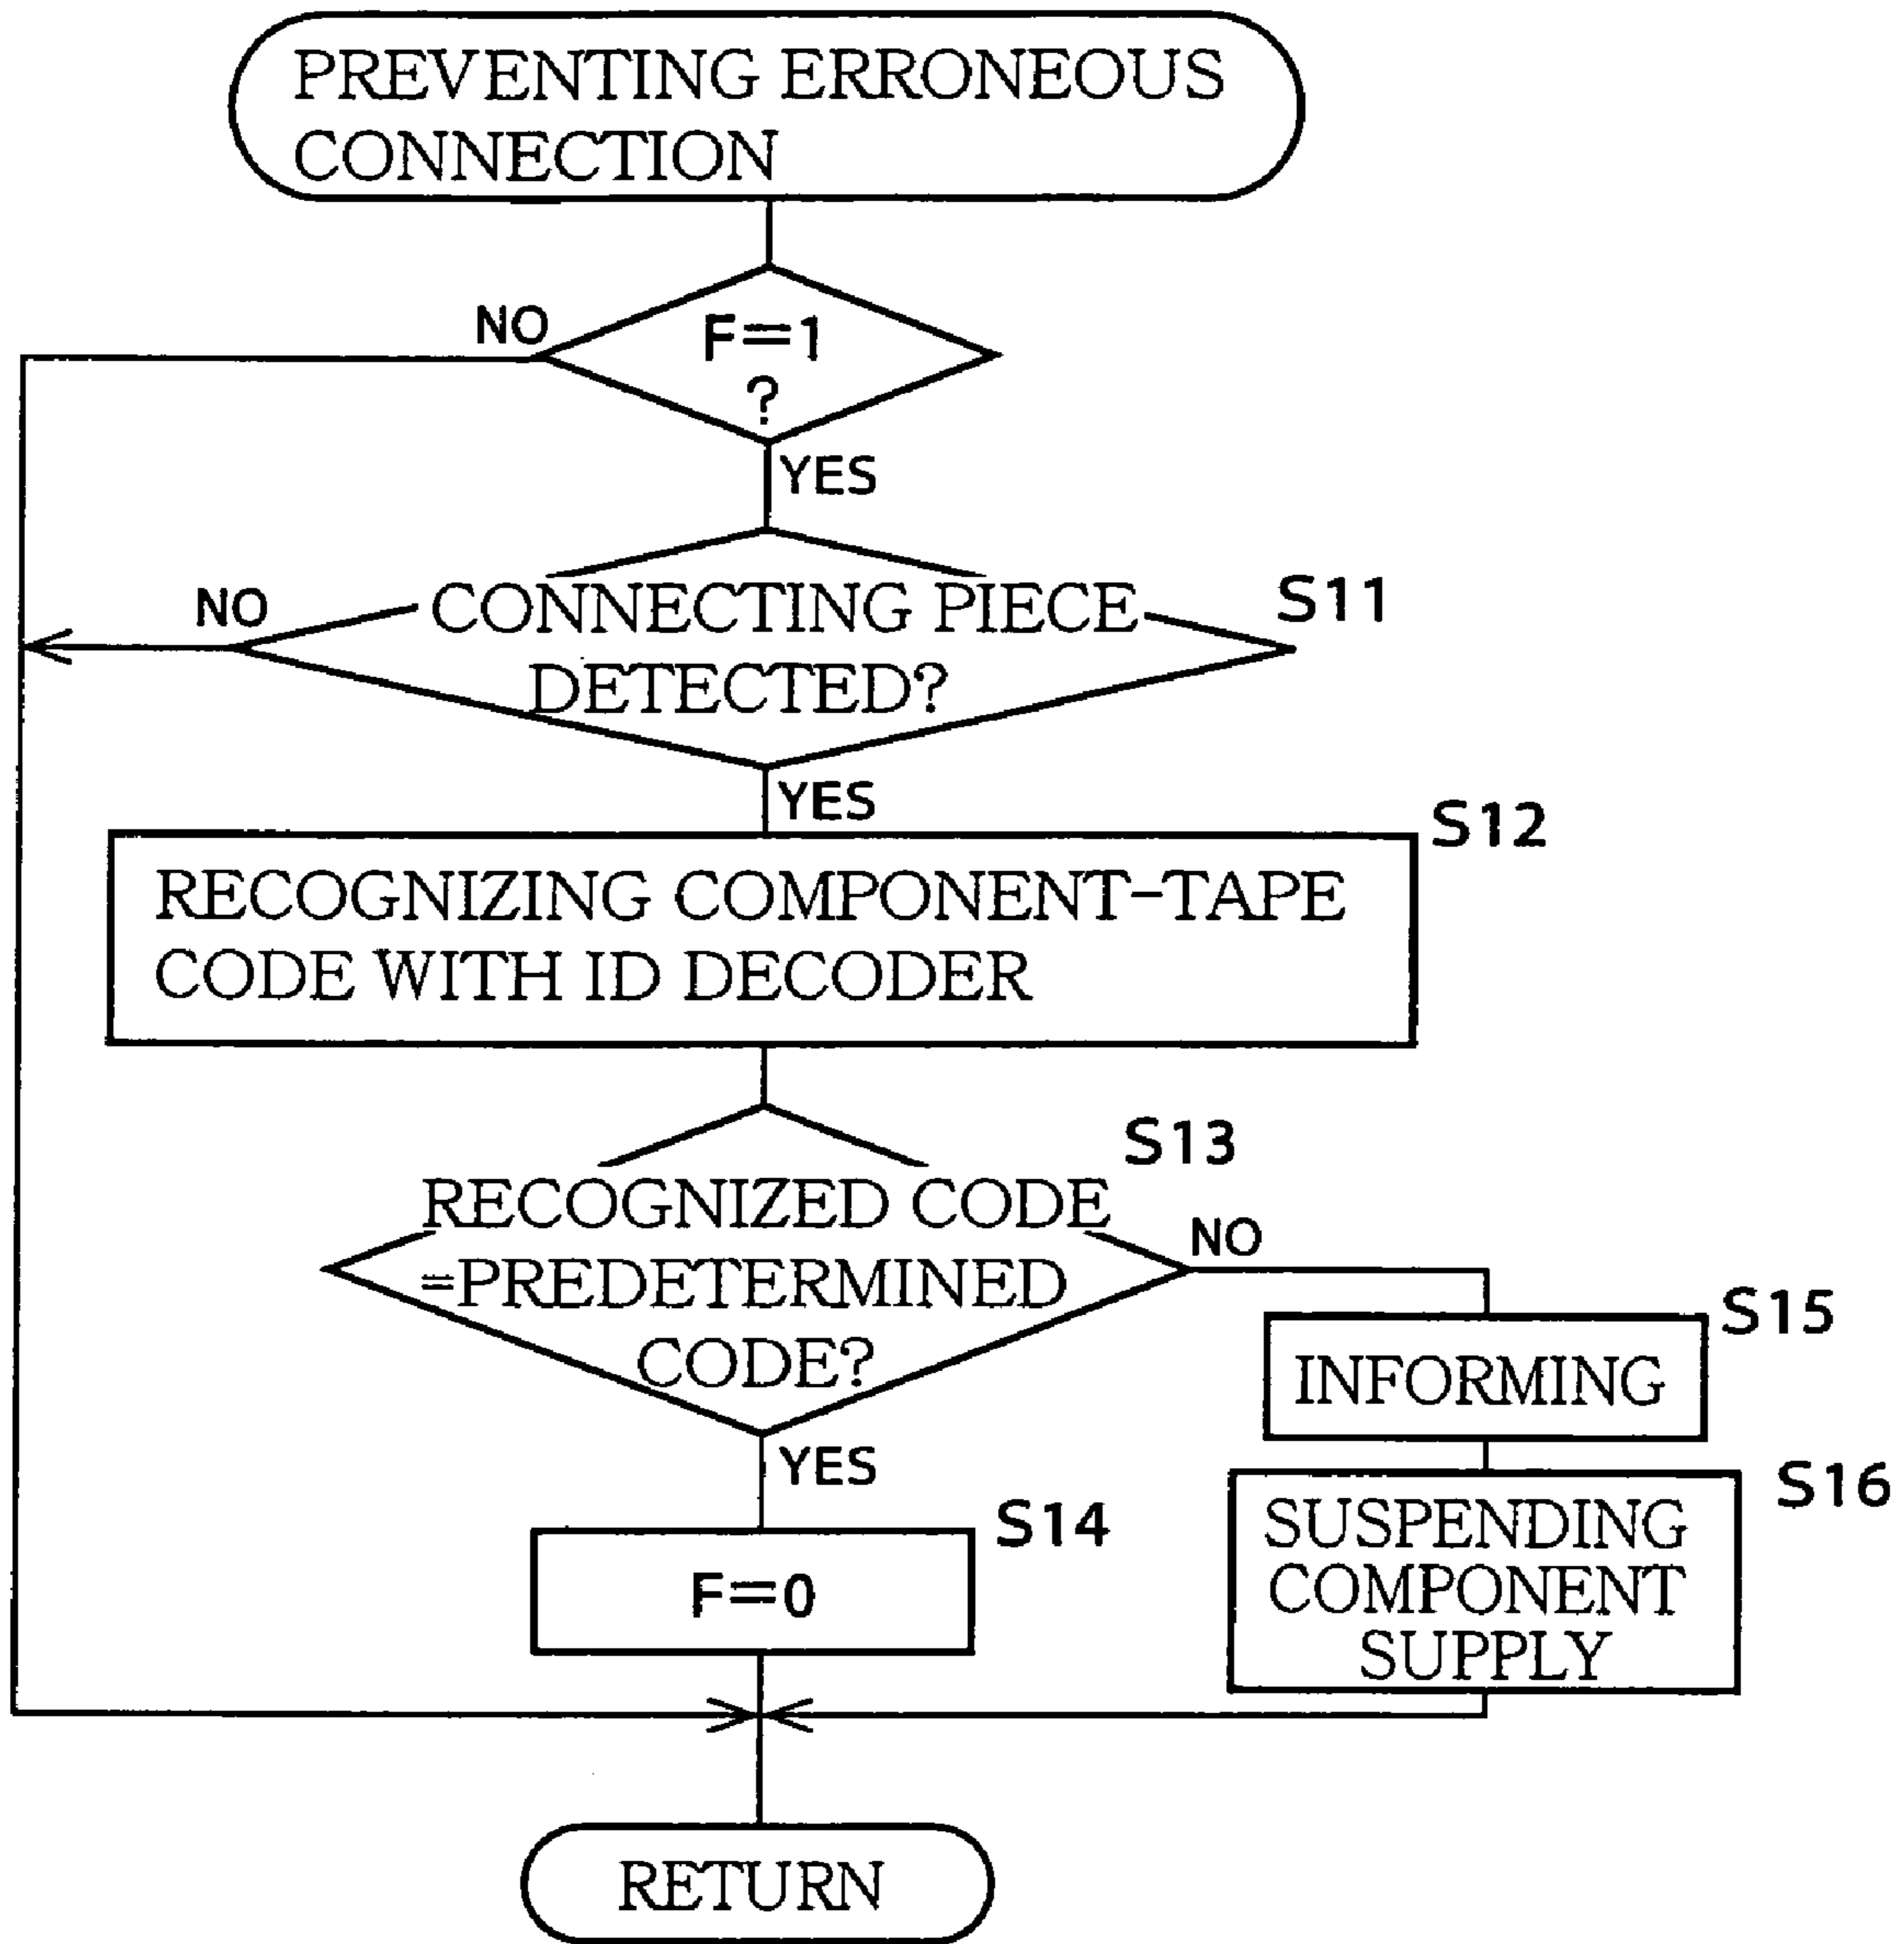 PREVENTING ERRONEOUS
CONNECTION
NO
F=1
?
YES
NO
CONNECTING PIECE
DETECTED?
S11
YES
S12
RECOGNIZING COMPONENT-TAPE
CODE WITH ID DECODER
S13
RECOGNIZED CODE
=PREDETERMINED
CODE?
NO
S15
INFORMING
YES
S14
F=0
S16
SUSPENDING
COMPONENT
SUPPLY
RETURN